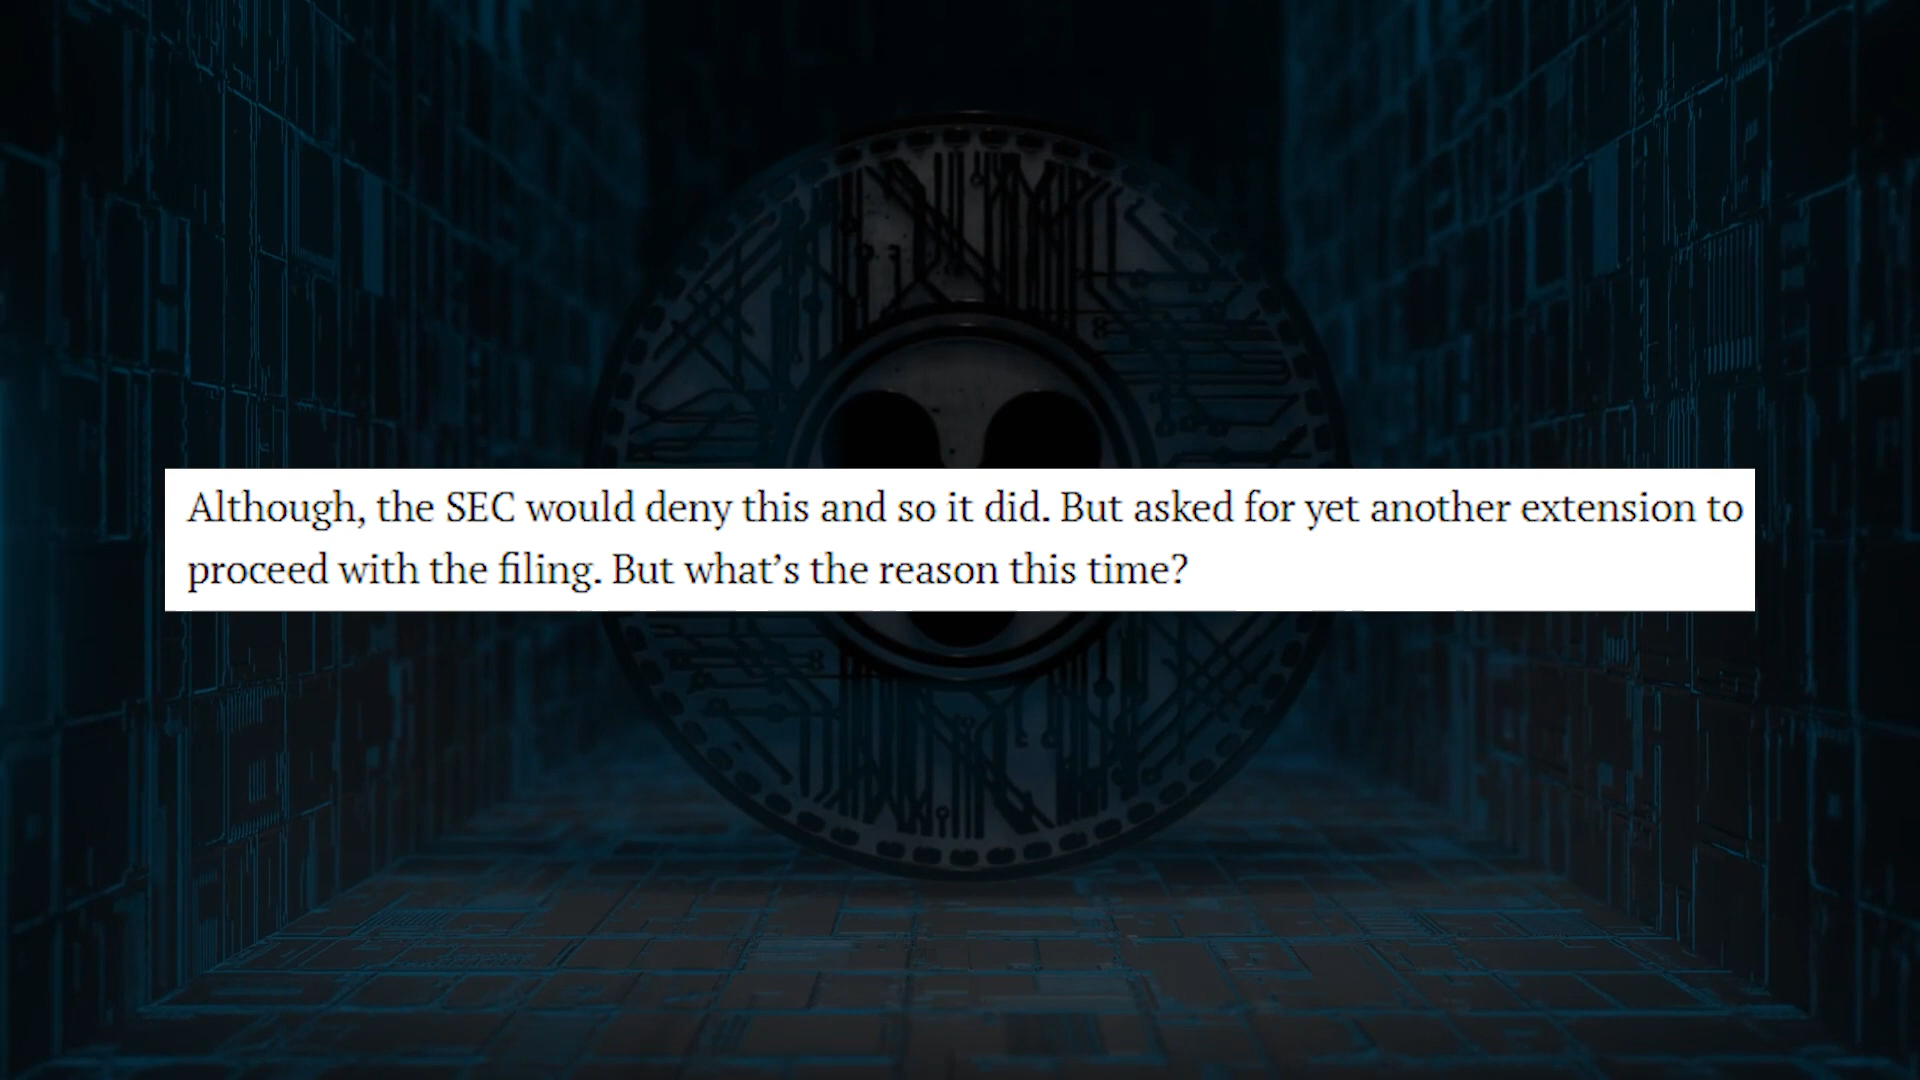 Although, the SEC would deny this and so it did. But asked for yet another extension to
proceed with the filing. But what’s the reason this time?